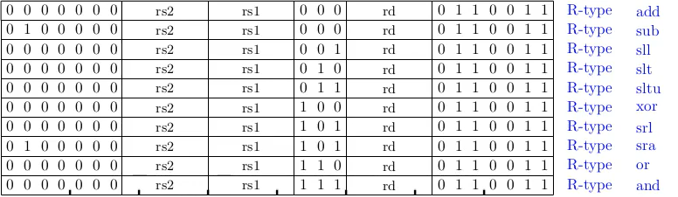 0 0 0 0 0 0 0 rs2 rs1 0 0 0 rd 0 1 1 0 0 1 1 R-type add
0 1 0 0 0 0 0 rs2 rs1 0 0 0 rd 0 1 1 0 0 1 1 R-type sub
0 0 0 0 0 0 0 rs2 rs1 0 0 1 rd 0 1 1 0 0 1 1 R-type sll
0 0 0 0 0 0 0 rs2 rs1 0 1 0 rd 0 1 1 0 0 1 1 R-type slt
0 0 0 0 0 0 0 rs2 rs1 0 1 1 rd 0 1 1 0 0 1 1 R-type sltu
0 0 0 0 0 0 0 rs2 rs1 1 0 0 rd 0 1 1 0 0 1 1 R-type xor
0 0 0 0 0 0 0 rs2 rs1 1 0 1 rd 0 1 1 0 0 1 1 R-type srl
0 1 0 0 0 0 0 rs2 rs1 1 0 1 rd 0 1 1 0 0 1 1 R-type sra
0 0 0 0 0 0 0 rs2 rs1 1 1 0 rd 0 1 1 0 0 1 1 R-type or
0 0 0 0 0 0 0 rs2 rs1 1 1 1 rd 0 1 1 0 0 1 1 R-type and